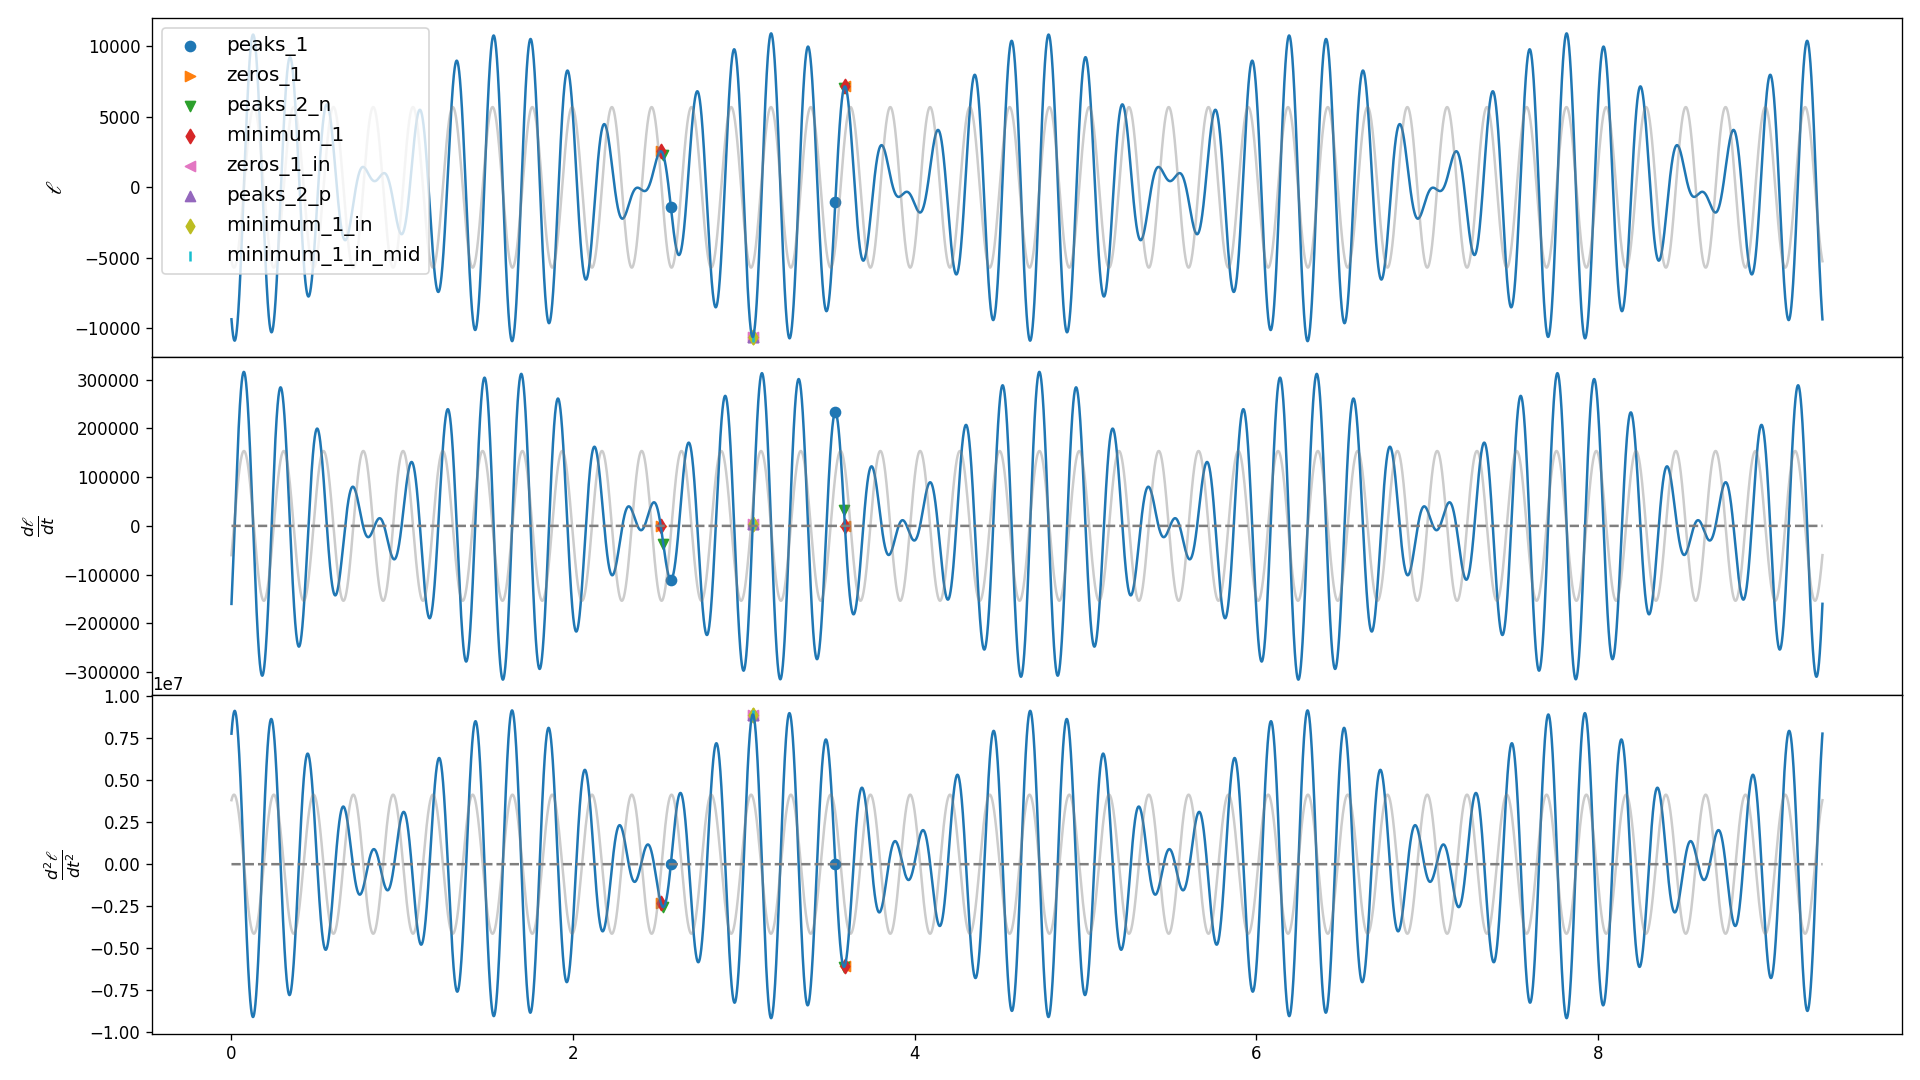 peaks_1
zeros_1
peaks_2_n
minimum_1
zeros_1_in
peaks_2_p
minimum_1_in
minimum_1_in_mid
10000
5000
0
−5000
−10000
ℓ
300000
200000
100000
0
−100000
−200000
−300000
dℓ/dt
1e7
1.00
0.75
0.50
0.25
0.00
−0.25
−0.50
−0.75
−1.00
d²ℓ/dt²
0 2 4 6 8